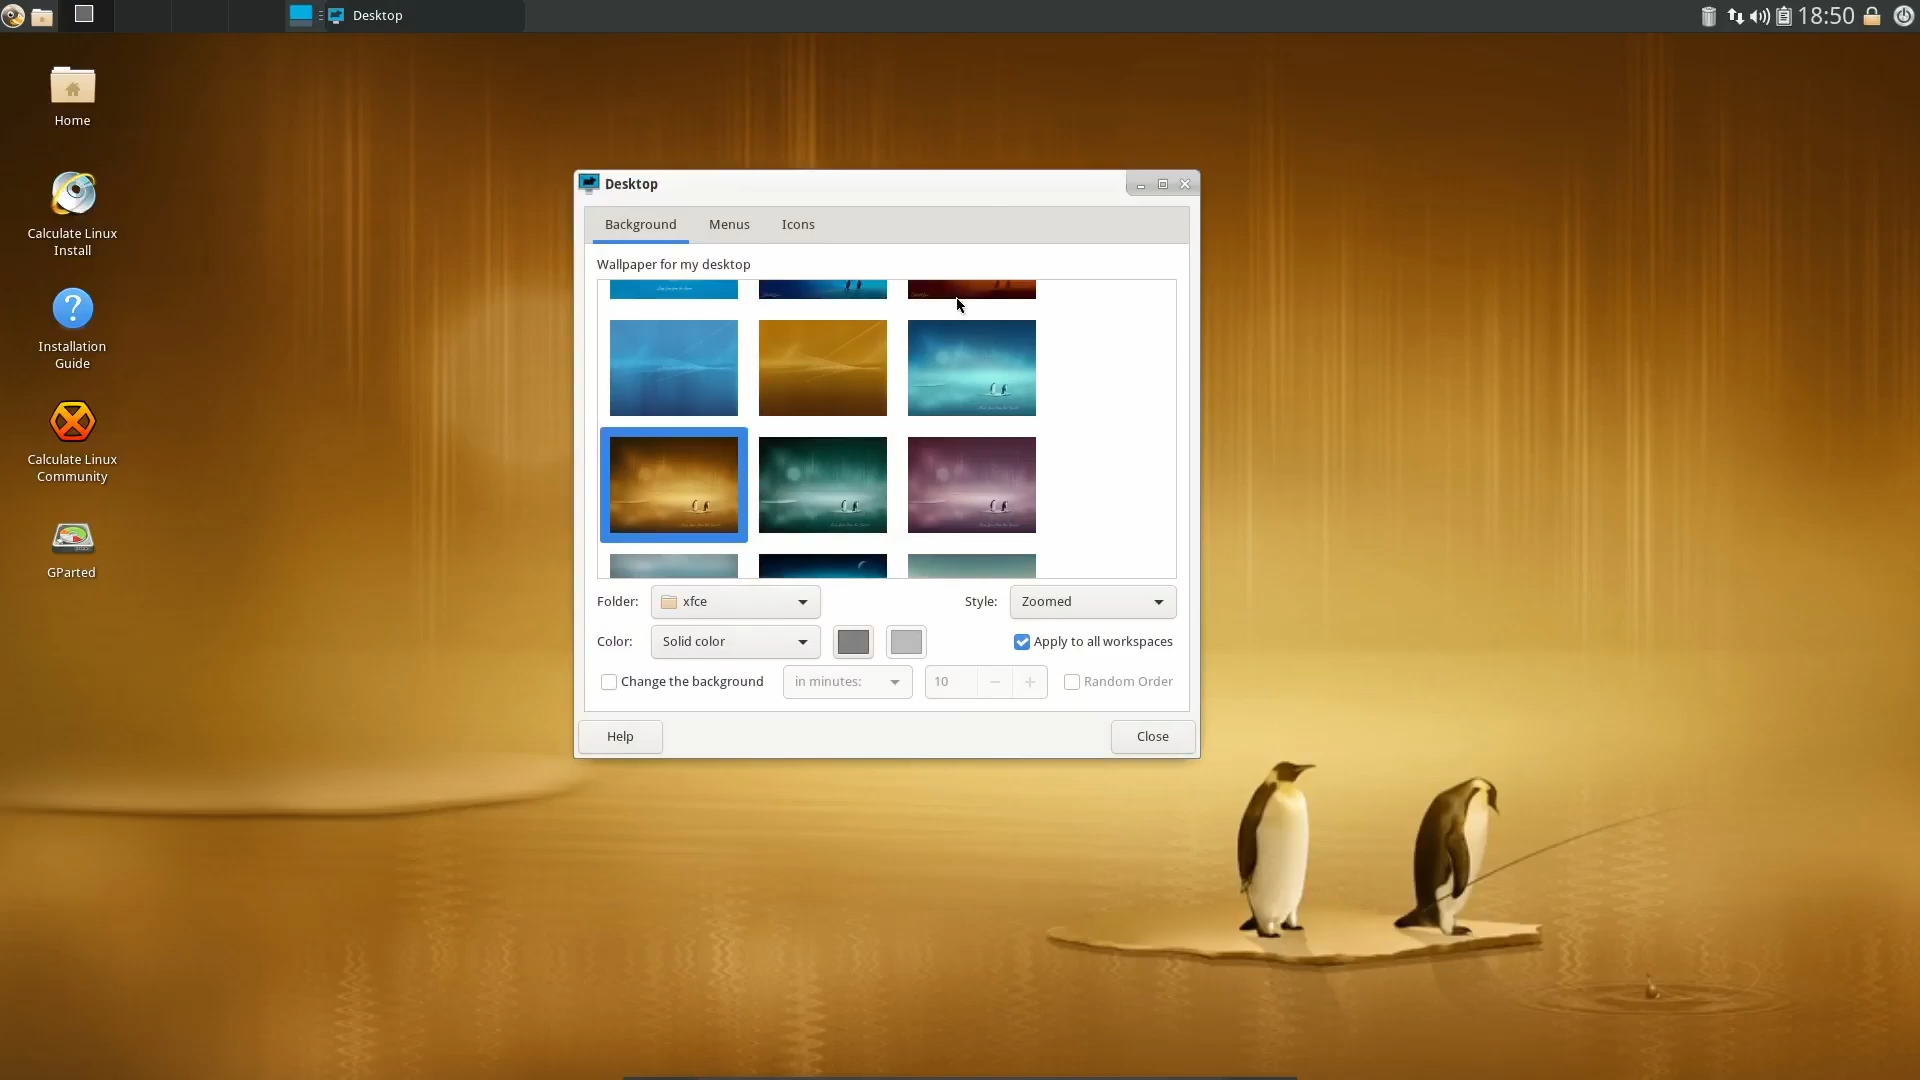 Desktop
18:50
Home
Calculate Linux
Install
Installation
Guide
Calculate Linux
Community
GParted
Desktop
Background
Menus
Icons
Wallpaper for my desktop
Folder:
xfce
Style:
Zoomed
Color:
Solid color
Apply to all workspaces
Change the background
in minutes:
10
Random Order
Help
Close